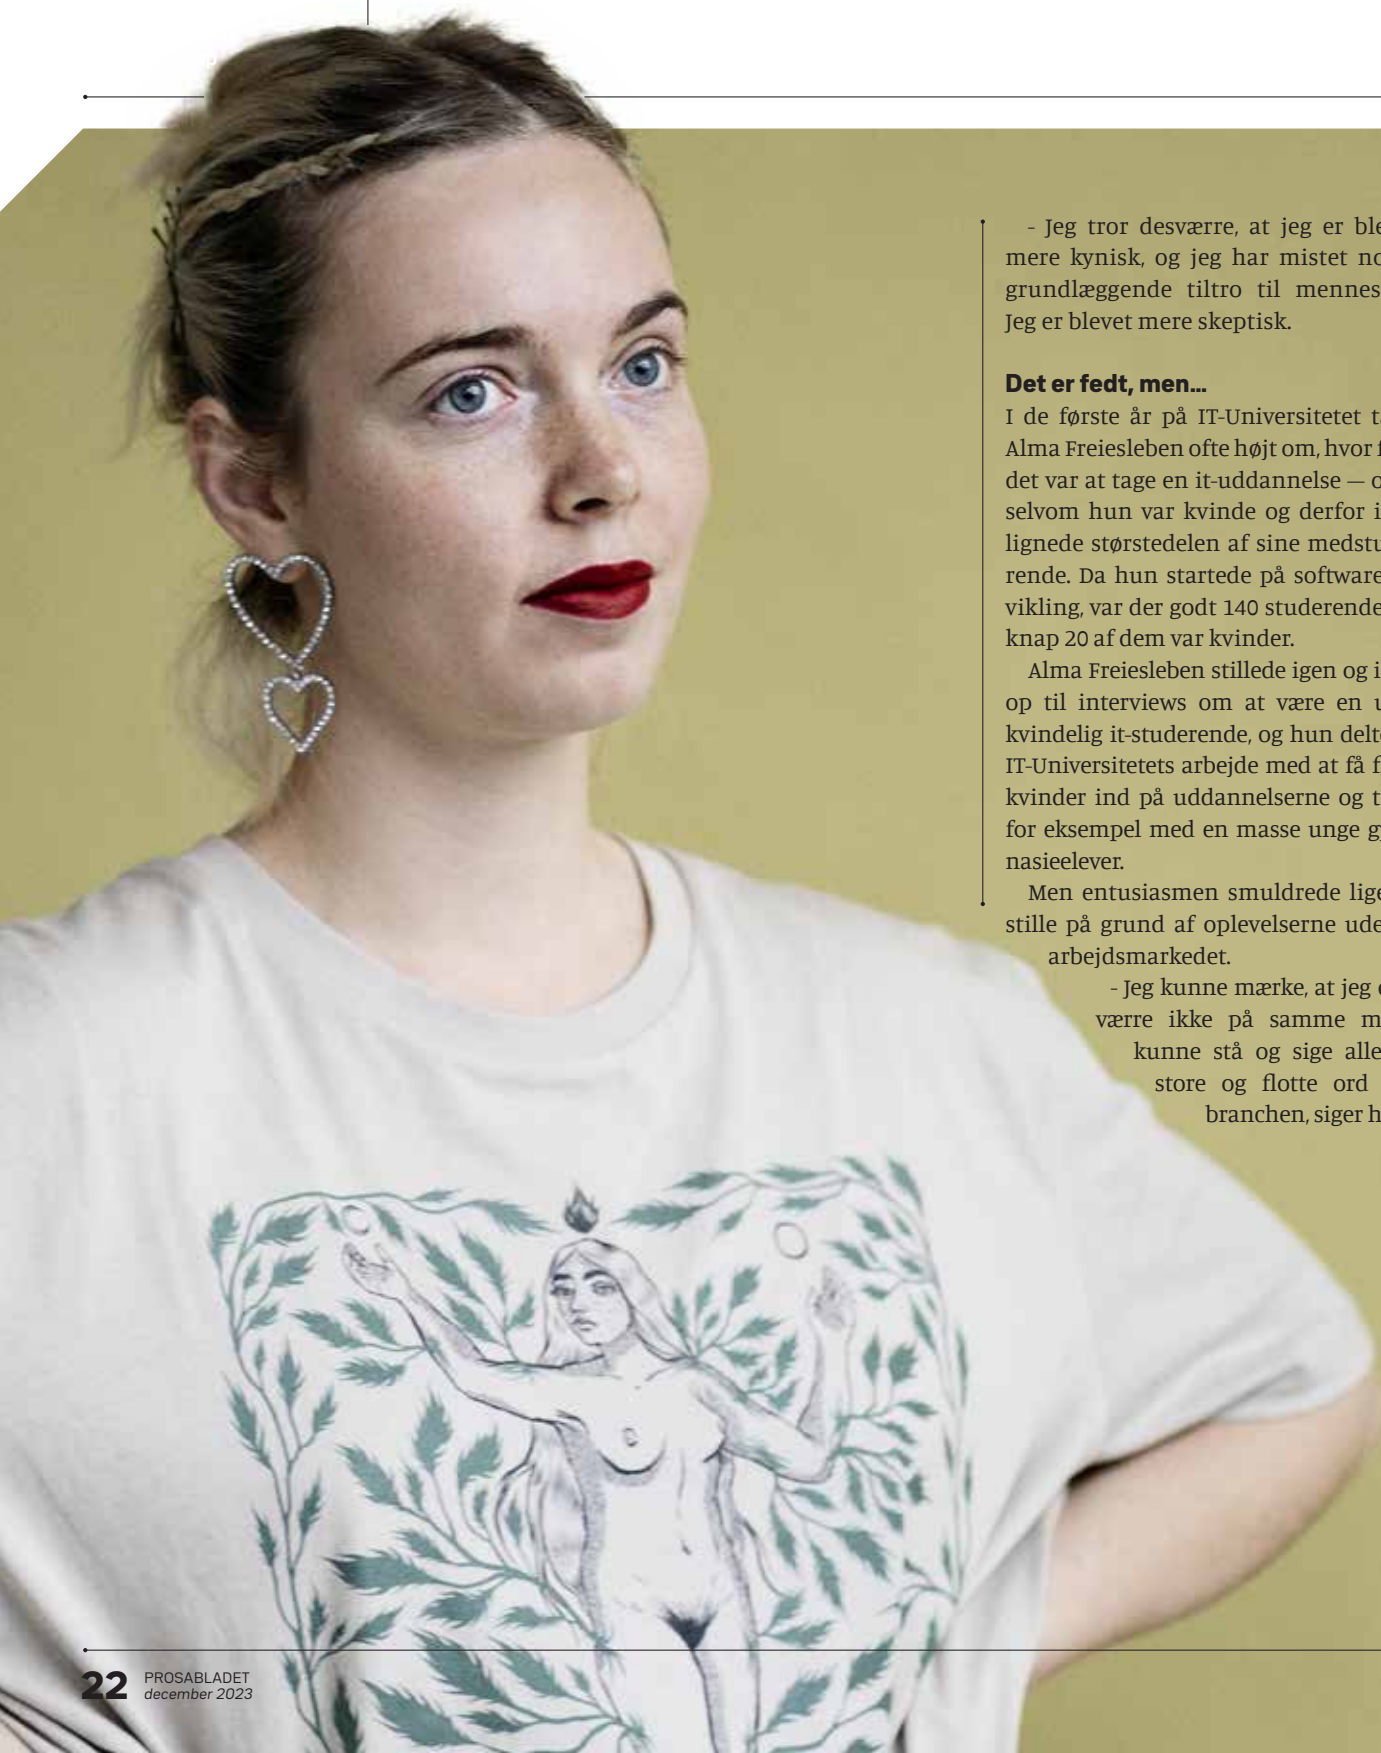 - Jeg tror desværre, at jeg er ble
mere kynisk, og jeg har mistet no
grundlæggende tiltro til mennes
Jeg er blevet mere skeptisk.
Det er fedt, men...
I de første år på IT-Universitetet t
Alma Freiesleben ofte højt om, hvor f
det var at tage en it-uddannelse – o
selvom hun var kvinde og derfor i
lignede størstedelen af sine medstu
rende. Da hun startede på software
vikling, var der godt 140 studerende
knap 20 af dem var kvinder.
Alma Freiesleben stillede igen og i
op til interviews om at være en u
kvindelig it-studerende, og hun delt
IT-Universitetets arbejde med at få f
kvinder ind på uddannelserne og t
for eksempel med en masse unge g
nasieelever.
Men entusiasmen smuldrede lige
stille på grund af oplevelserne ude
arbejdsmarkedet.
- Jeg kunne mærke, at jeg
værre ikke på samme m
kunne stå og sige alle
store og flotte ord
branchen, siger h
22 PROSABLADET
december 2023